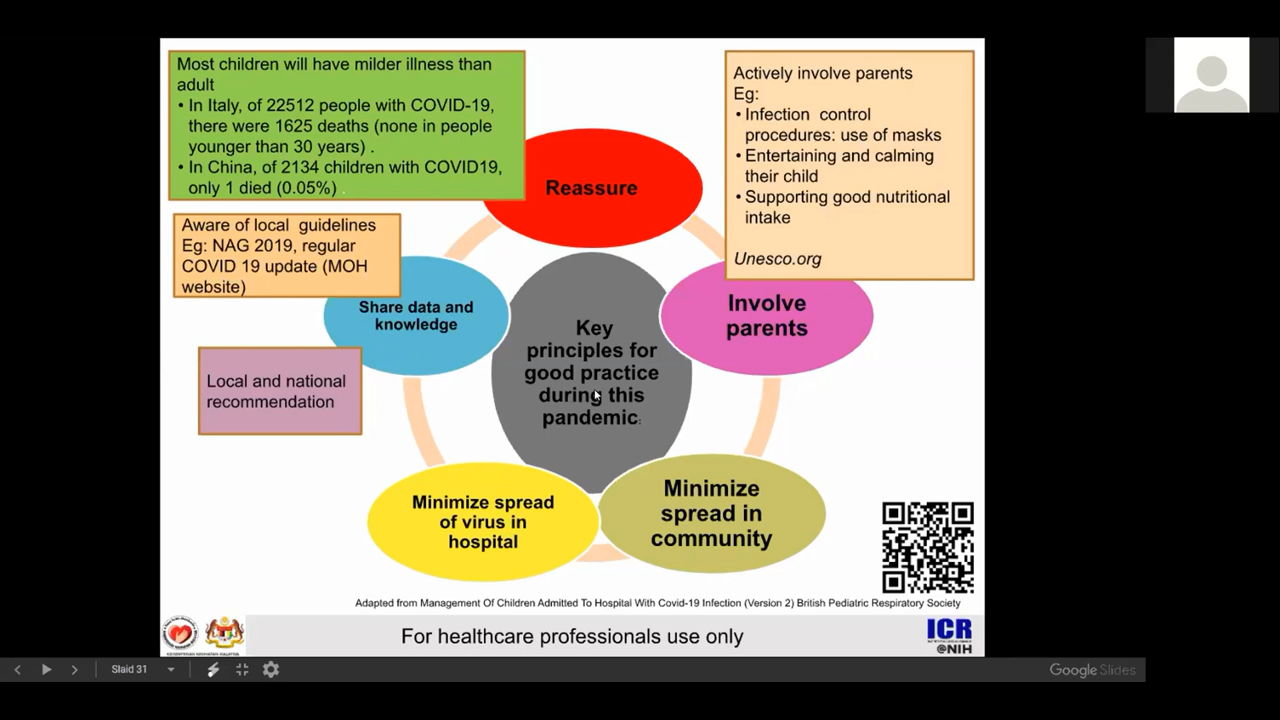 Most children will have milder illness than
adult
• In Italy, of 22512 people with COVID-19,
there were 1625 deaths (none in people
younger than 30 years) .
• In China, of 2134 children with COVID19,
only 1 died (0.05%) .
Actively involve parents
Eg:
• Infection control
procedures: use of masks
• Entertaining and calming
their child
• Supporting good nutritional
intake
Unesco.org
Reassure
Aware of local guidelines
Eg: NAG 2019, regular
COVID 19 update (MOH
website)
Share data and
knowledge
Involve
parents
Key
principles for
good practice
during this
pandemic:
Local and national
recommendation
Minimize spread
of virus in
hospital
Minimize
spread in
community
Adapted from Management Of Children Admitted To Hospital With Covid-19 Infection (Version 2) British Pediatric Respiratory Society
KEMENTERIAN KESIHATAN MALAYSIA
For healthcare professionals use only
ICR
@NIH
Slaid 31
Google Slides